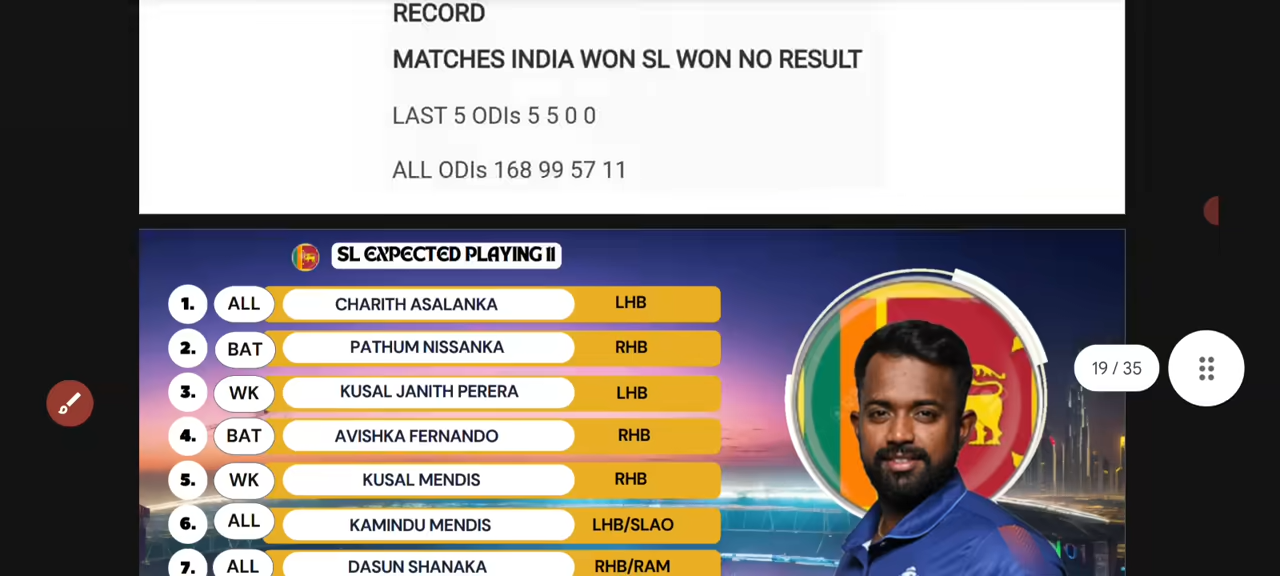 RECORD
MATCHES INDIA WON SL WON NO RESULT
LAST 5 ODIs 5 5 0 0
ALL ODIs 168 99 57 11
SL EXPECTED PLAYING 11
1. ALL CHARITH ASALANKA LHB
2. BAT PATHUM NISSANKA RHB
3. WK KUSAL JANITH PERERA LHB
19 / 35
4. BAT AVISHKA FERNANDO RHB
5. WK KUSAL MENDIS RHB
6. ALL KAMINDU MENDIS LHB/SLAO
7. ALL DASUN SHANAKA RHB/RAM